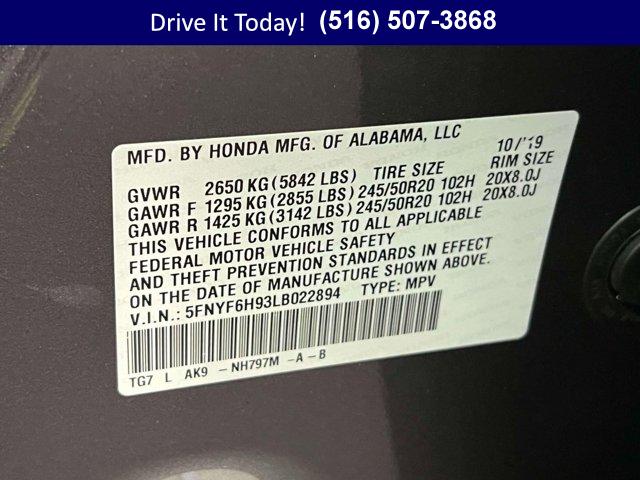 Drive It Today! (516) 507-3868
MFD. BY HONDA MFG. OF ALABAMA, LLC 10/'19
GVWR 2650 KG (5842 LBS) TIRE SIZE RIM SIZE
GAWR F 1295 KG (2855 LBS) 245/50R20 102H 20X8.0J
GAWR R 1425 KG (3142 LBS) 245/50R20 102H 20X8.0J
THIS VEHICLE CONFORMS TO ALL APPLICABLE
FEDERAL MOTOR VEHICLE SAFETY
AND THEFT PREVENTION STANDARDS IN EFFECT
ON THE DATE OF MANUFACTURE SHOWN ABOVE.
V.I.N.: 5FNYF6H93LB022894 TYPE: MPV
TG7 L AK9 -NH797M -A-B